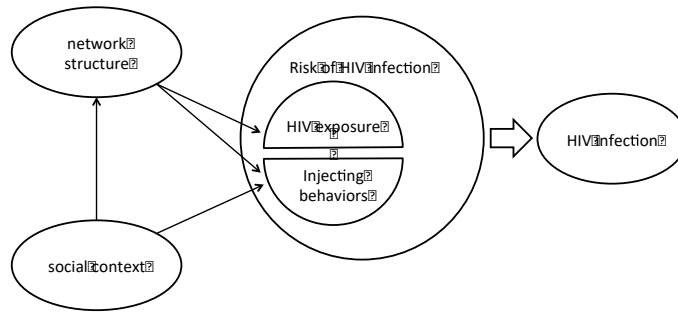 network
structure
Risk of HIV infection
HIV exposure
Injecting
behaviors
HIV infection
social context